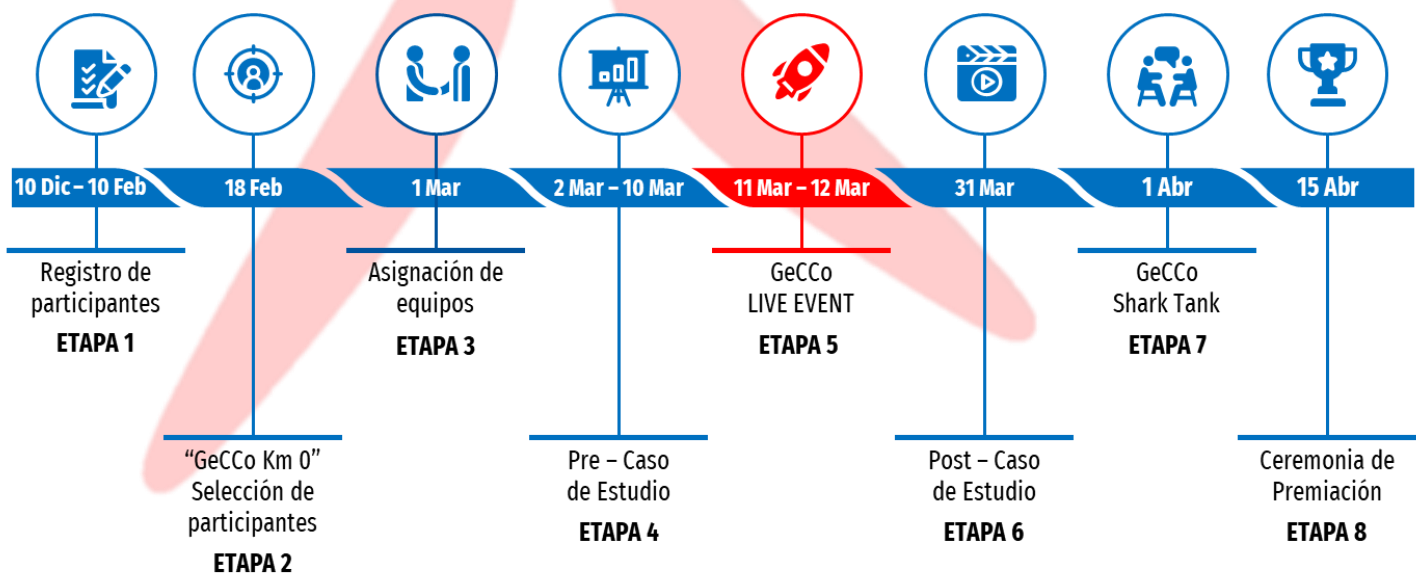 10 Dic – 10 Feb
18 Feb
1 Mar
2 Mar – 10 Mar
11 Mar – 12 Mar
31 Mar
1 Abr
15 Abr
Registro de
participantes
ETAPA 1
“GeCCo Km 0”
Selección de
participantes
ETAPA 2
Asignación de
equipos
ETAPA 3
Pre – Caso
de Estudio
ETAPA 4
GeCCo
LIVE EVENT
ETAPA 5
Post – Caso
de Estudio
ETAPA 6
GeCCo
Shark Tank
ETAPA 7
Ceremonia de
Premiación
ETAPA 8